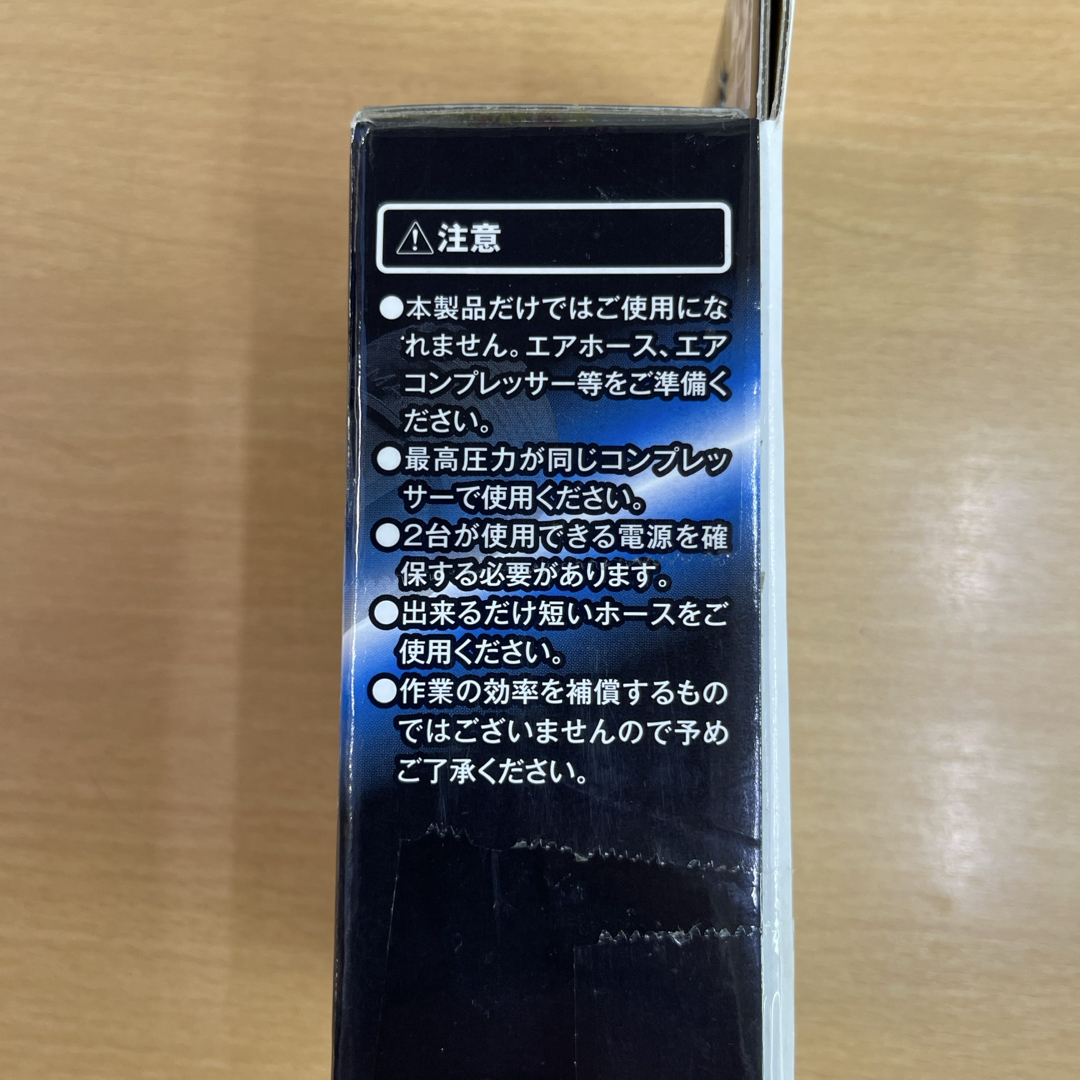 注意
●本製品だけではご使用にな
れません。エアホース、エア
コンプレッサー等をご準備く
ださい。
●最高圧力が同じコンプレッ
サーで使用ください。
●2台が使用できる電源を確
保する必要があります。
●出来るだけ短いホースをご
使用ください。
●作業の効率を補償するもの
ではございませんので予め
ご了承ください。